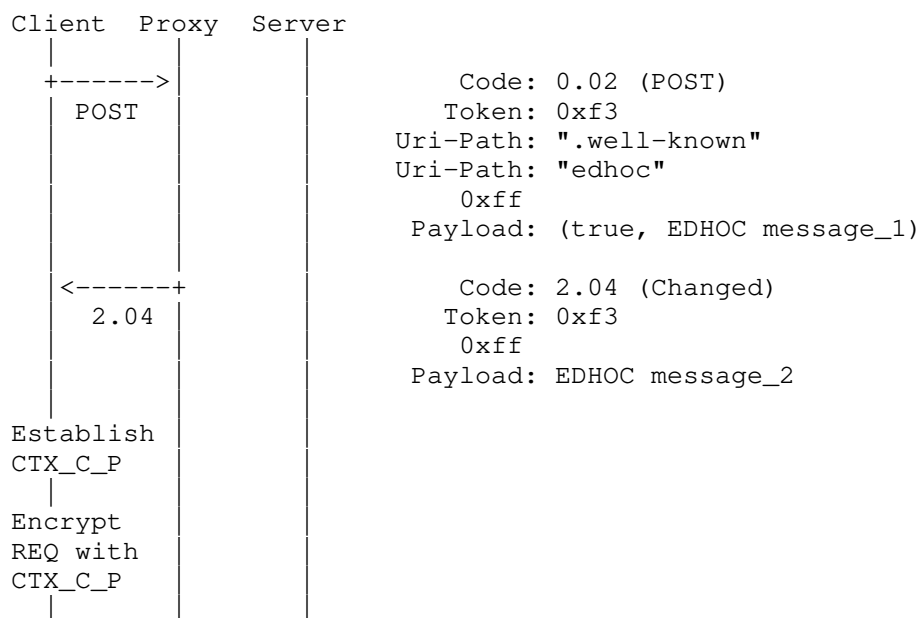 Client Proxy Server
Code: 0.02 (POST)
POST Token: 0xf3
Uri-Path: ".well-known"
Uri-Path: "edhoc"
0xff
Payload: (true, EDHOC message_1)
Code: 2.04 (Changed)
2.04 Token: 0xf3
0xff
Payload: EDHOC message_2
Establish
CTX_C_P
Encrypt
REQ with
CTX_C_P